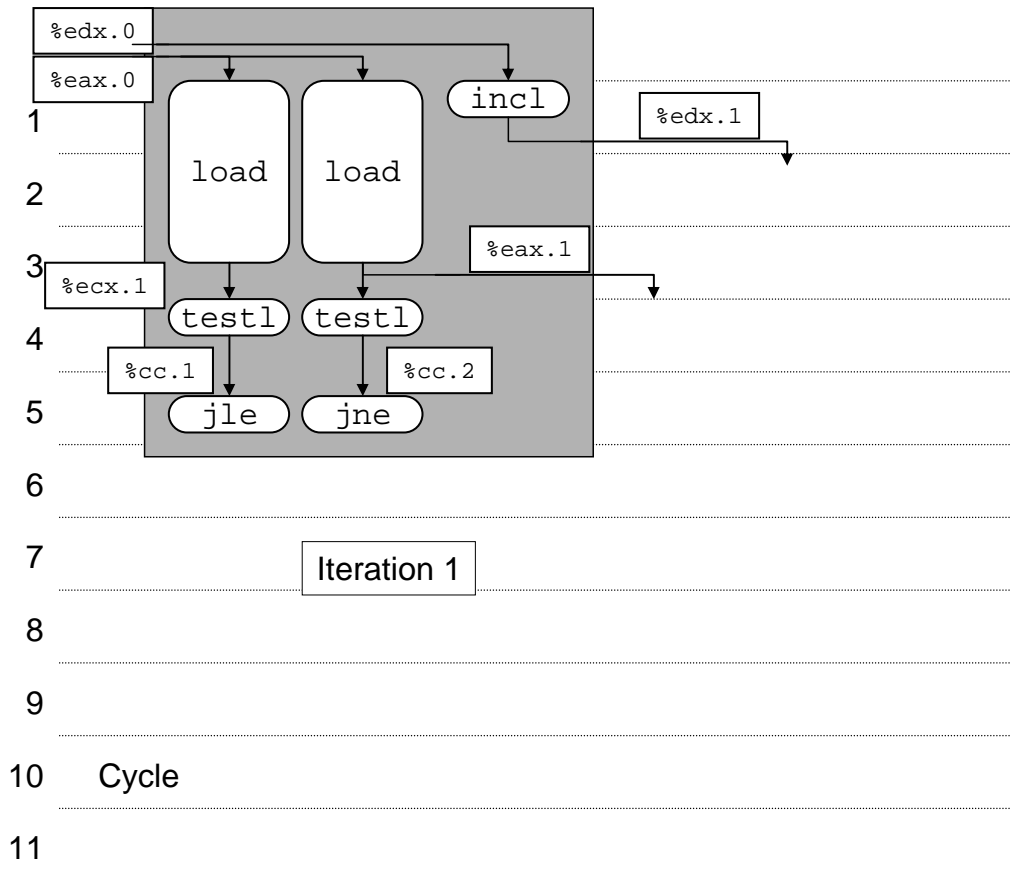 %edx.0
%eax.0
incl
1
%edx.1
load
load
2
%eax.1
3
%ecx.1
testl
testl
4
%cc.1
%cc.2
5
jle
jne
6
7
Iteration 1
8
9
10
Cycle
11